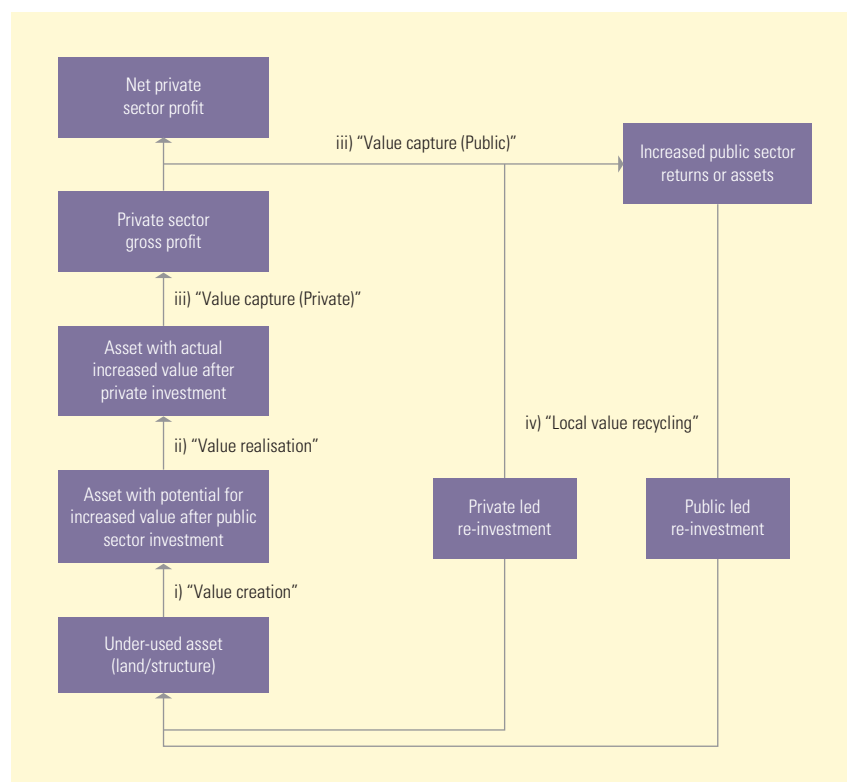 Net private
sector profit
iii) “Value capture (Public)”
Increased public sector
returns or assets
Private sector
gross profit
iii) “Value capture (Private)”
Asset with actual
increased value after
private investment
iv) “Local value recycling”
ii) “Value realisation”
Asset with potential for
increased value after public
sector investment
Private led
re-investment
Public led
re-investment
i) “Value creation”
Under-used asset
(land/structure)